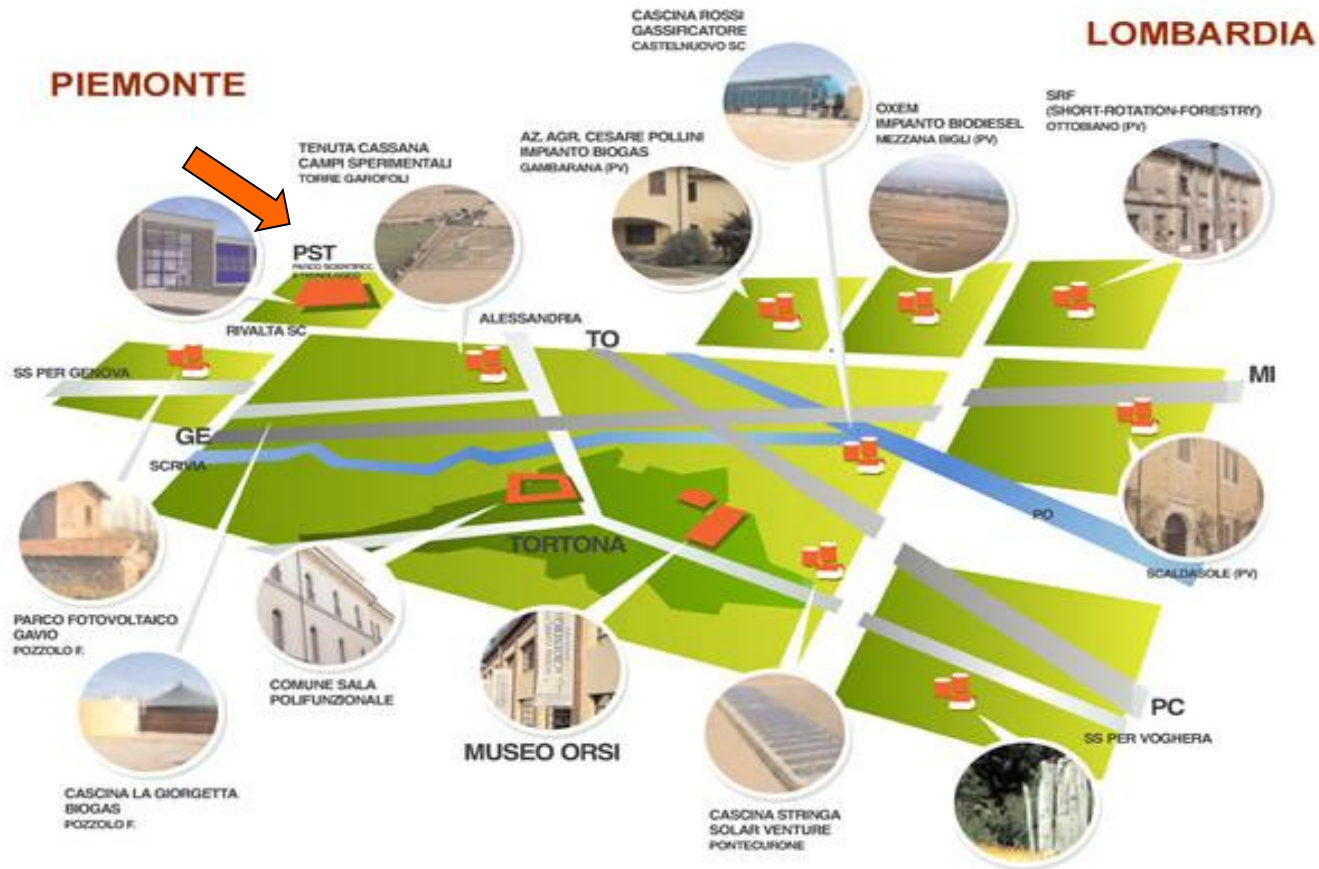 PIEMONTE
LOMBARDIA
CASCINA ROSSI
GASSIFICATORE
CASTELNUOVO SC
SRF
(SHORT-ROTATION-FORESTRY)
OTTOBIANO (PV)
OXEM
IMPIANTO BIODIESEL
MEZZANA BIGLI (PV)
AZ. AGR. CESARE POLLINI
IMPIANTO BIOGAS
GAMBARANA (PV)
TENUTA CASSANA
CAMPI SPERIMENTALI
TORRE GAROFOLI
PST
PARCO SCIENTIFIC
E TECNOLOGICO
RIVALTA SC
ALESSANDRIA
TO
SS PER GENOVA
MI
GE
SCRIVIA
PO
TORTONA
SCALDASOLE (PV)
PARCO FOTOVOLTAICO
GAVIO
POZZOLO F.
COMUNE SALA
POLIFUNZIONALE
MUSEO ORSI
PC
SS PER VOGHERA
CASCINA LA GIORGETTA
BIOGAS
POZZOLO F.
CASCINA STRINGA
SOLAR VENTURE
PONTECURONE